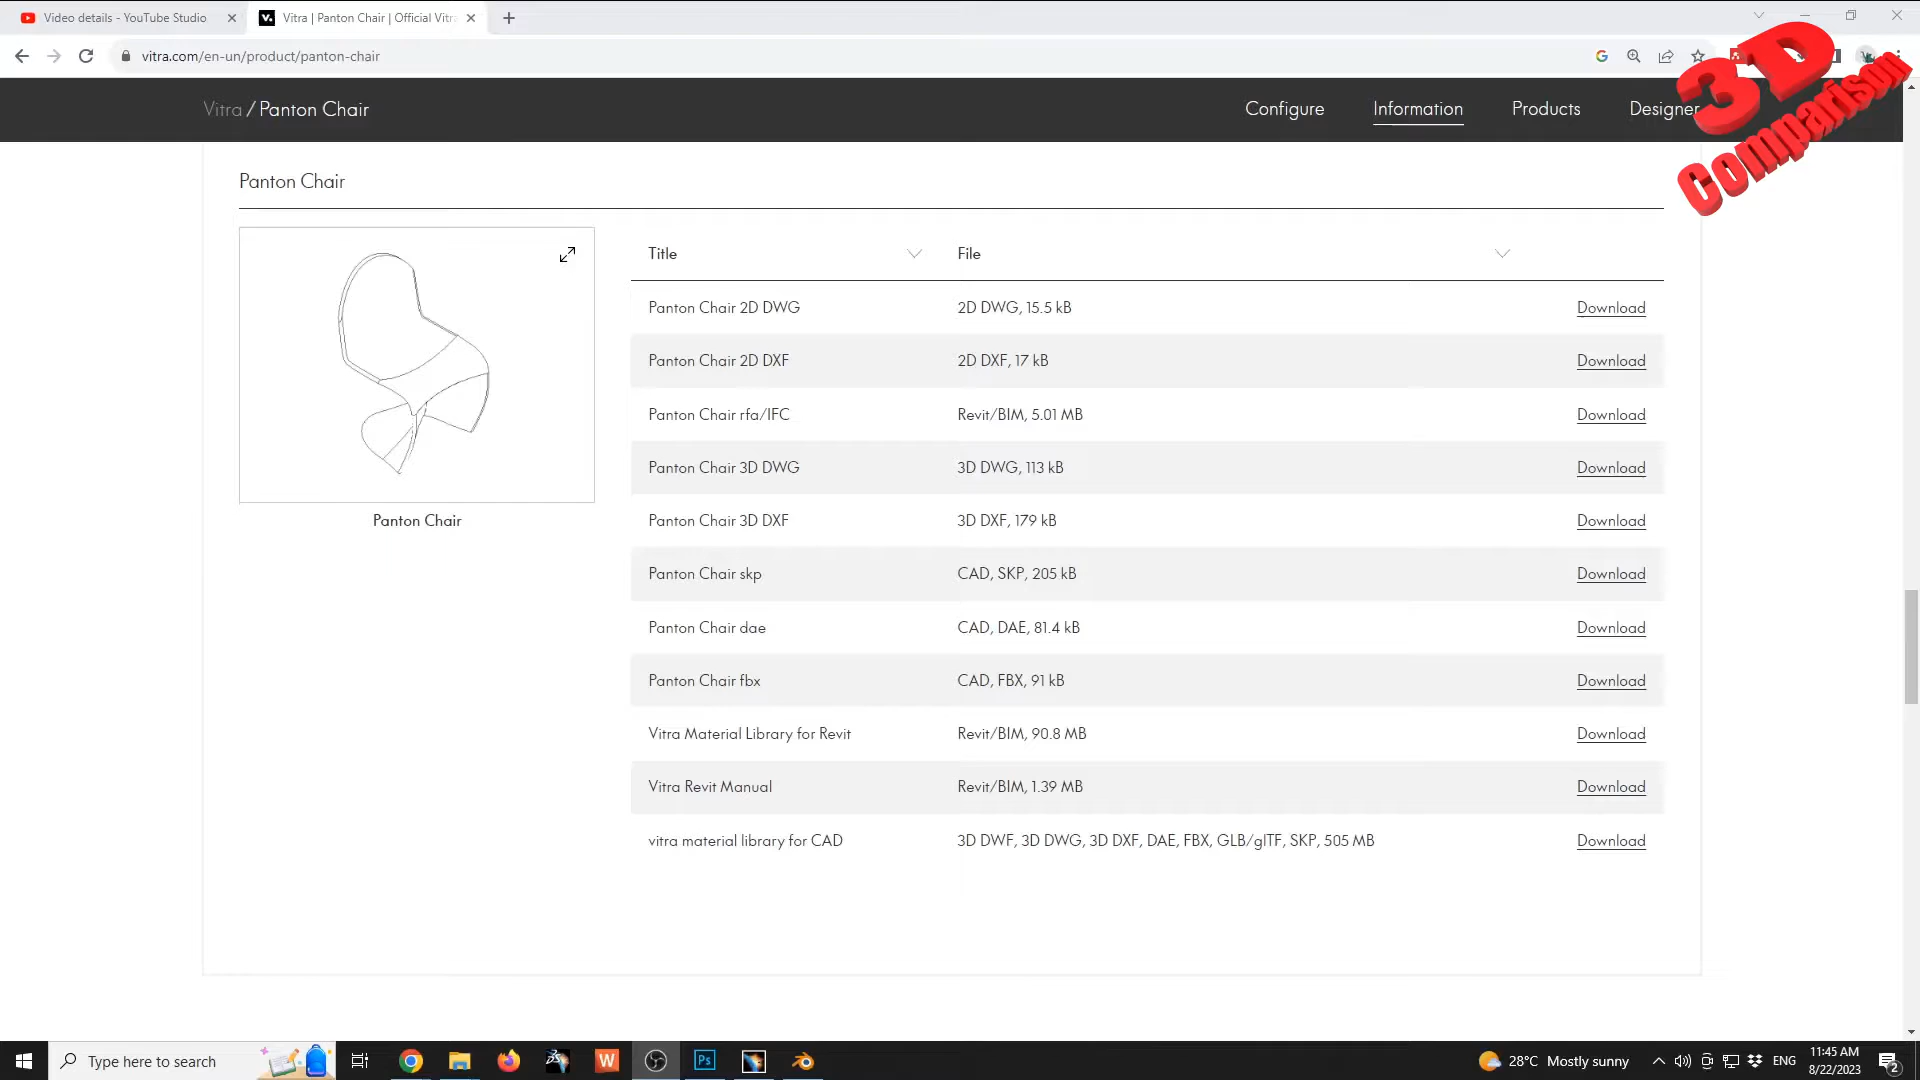 Video details - YouTube Studio
Vitra | Panton Chair | Official Vitra
vitra.com/en-un/product/panton-chair
Vitra / Panton Chair
Configure
Information
Products
Designer
3D
Comparison
Panton Chair
Title
File
Panton Chair 2D DWG
2D DWG, 15.5 kB
Download
Panton Chair 2D DXF
2D DXF, 17 kB
Download
Panton Chair rfa/IFC
Revit/BIM, 5.01 MB
Download
Panton Chair 3D DWG
3D DWG, 113 kB
Download
Panton Chair 3D DXF
3D DXF, 179 kB
Download
Panton Chair skp
CAD, SKP, 205 kB
Download
Panton Chair dae
CAD, DAE, 81.4 kB
Download
Panton Chair fbx
CAD, FBX, 91 kB
Download
Vitra Material Library for Revit
Revit/BIM, 90.8 MB
Download
Vitra Revit Manual
Revit/BIM, 1.39 MB
Download
vitra material library for CAD
3D DWF, 3D DWG, 3D DXF, DAE, FBX, GLB/glTF, SKP, 505 MB
Download
Panton Chair
Type here to search
W
Ps
28°C Mostly sunny
ENG
11:45 AM
8/22/2023
2